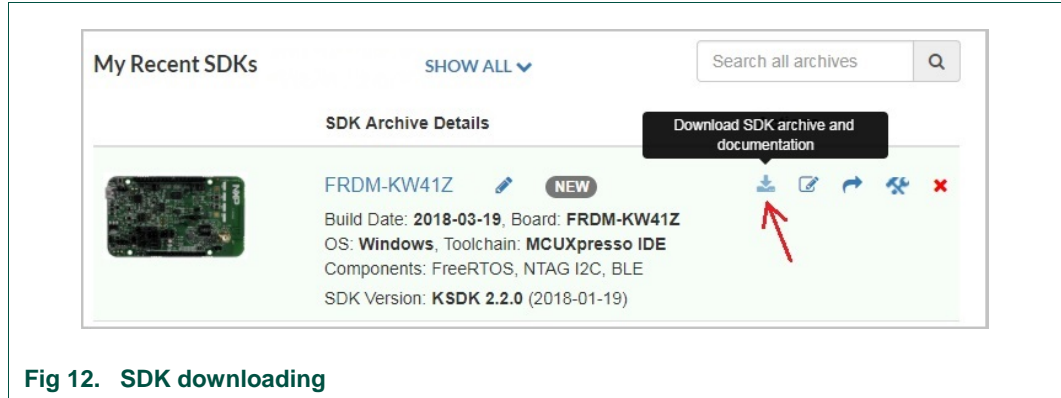 My Recent SDKs
SHOW ALL
Search all archives
SDK Archive Details
Download SDK archive and
documentation
NXP
FRDM-KW41Z
NEW
Build Date: 2018-03-19, Board: FRDM-KW41Z
OS: Windows, Toolchain: MCUXpresso IDE
Components: FreeRTOS, NTAG I2C, BLE
SDK Version: KSDK 2.2.0 (2018-01-19)
Fig 12. SDK downloading